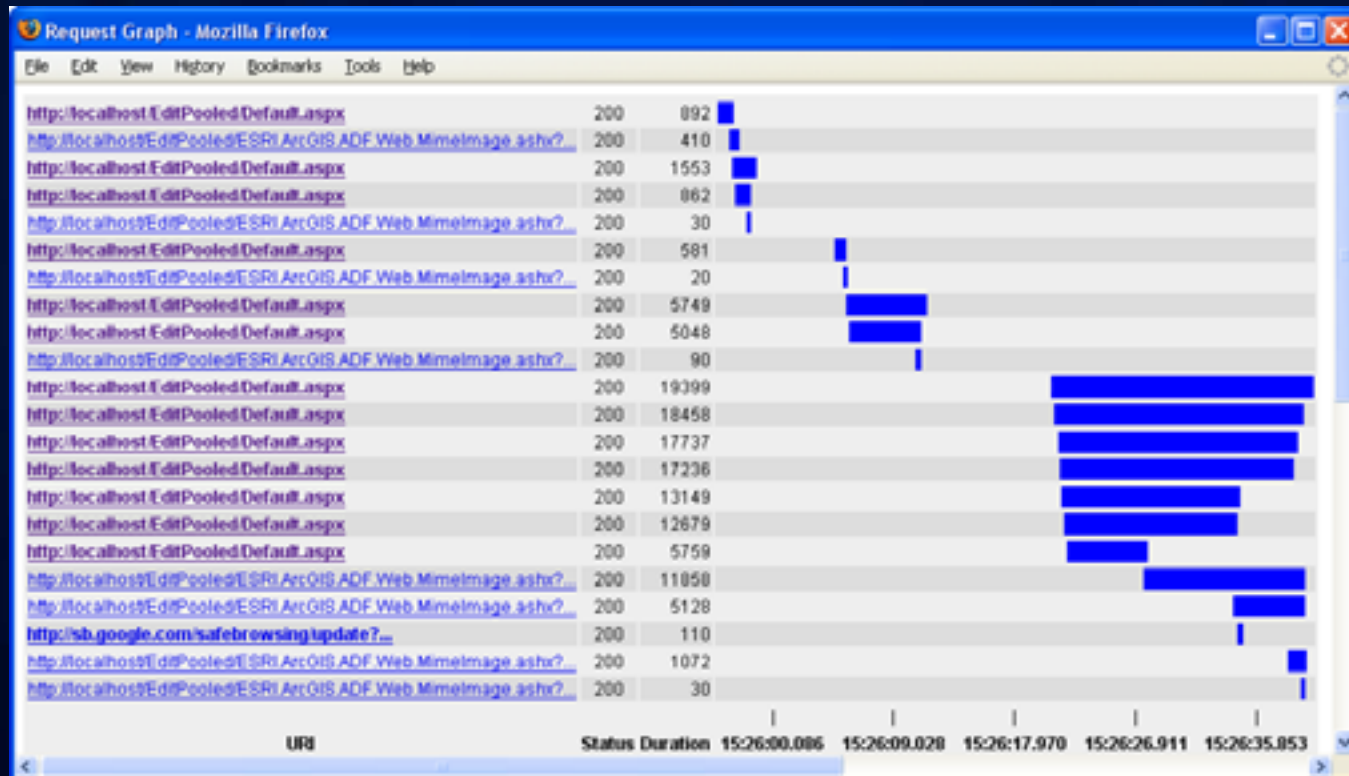 Request Graph - Mozilla Firefox
File Edit View History Bookmarks Tools Help
http://localhost/EditPooled/Default.aspx 200 892
http://localhost/EditPooled/ESRI.ArcGIS.ADF.Web.MimeImage.ashx?... 200 410
http://localhost/EditPooled/Default.aspx 200 1553
http://localhost/EditPooled/Default.aspx 200 862
http://localhost/EditPooled/ESRI.ArcGIS.ADF.Web.MimeImage.ashx?... 200 30
http://localhost/EditPooled/Default.aspx 200 581
http://localhost/EditPooled/ESRI.ArcGIS.ADF.Web.MimeImage.ashx?... 200 20
http://localhost/EditPooled/Default.aspx 200 5749
http://localhost/EditPooled/Default.aspx 200 5048
http://localhost/EditPooled/ESRI.ArcGIS.ADF.Web.MimeImage.ashx?... 200 90
http://localhost/EditPooled/Default.aspx 200 19399
http://localhost/EditPooled/Default.aspx 200 18458
http://localhost/EditPooled/Default.aspx 200 17737
http://localhost/EditPooled/Default.aspx 200 17236
http://localhost/EditPooled/Default.aspx 200 13149
http://localhost/EditPooled/Default.aspx 200 12679
http://localhost/EditPooled/Default.aspx 200 5759
http://localhost/EditPooled/ESRI.ArcGIS.ADF.Web.MimeImage.ashx?... 200 11858
http://localhost/EditPooled/ESRI.ArcGIS.ADF.Web.MimeImage.ashx?... 200 5128
http://sb.google.com/safebrowsing/update?... 200 110
http://localhost/EditPooled/ESRI.ArcGIS.ADF.Web.MimeImage.ashx?... 200 1072
http://localhost/EditPooled/ESRI.ArcGIS.ADF.Web.MimeImage.ashx?... 200 30
URI Status Duration 15:26:00.086 15:26:09.028 15:26:17.970 15:26:26.911 15:26:35.853